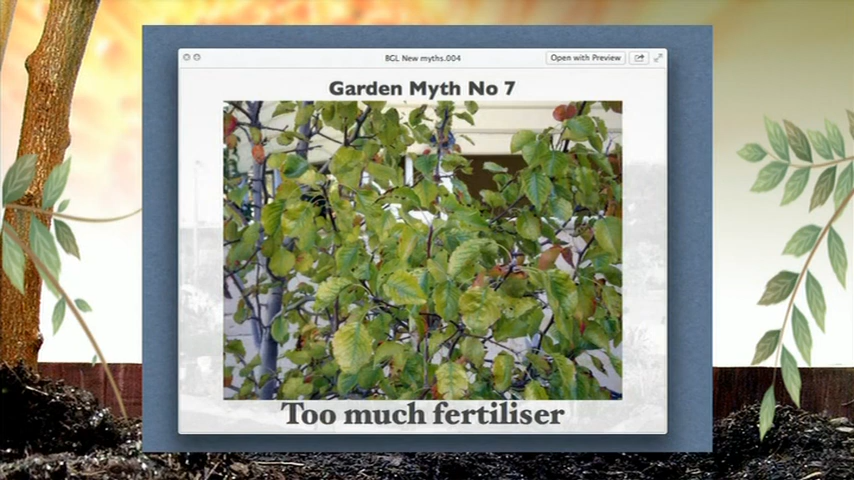 BGL New myths.004
Open with Preview
Garden Myth No 7
Too much fertiliser